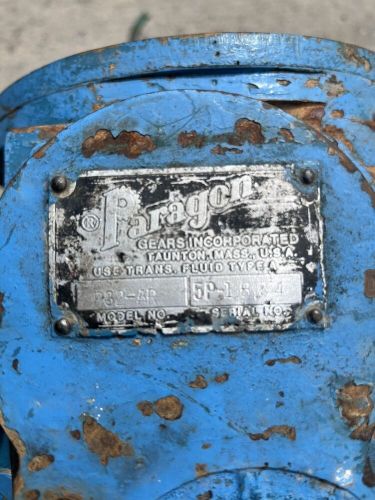 ® Paragon
GEARS INCORPORATED
TAUNTON, MASS., U.S.A.
USE TRANS. FLUID TYPE A
MODEL NO. SERIAL NO.